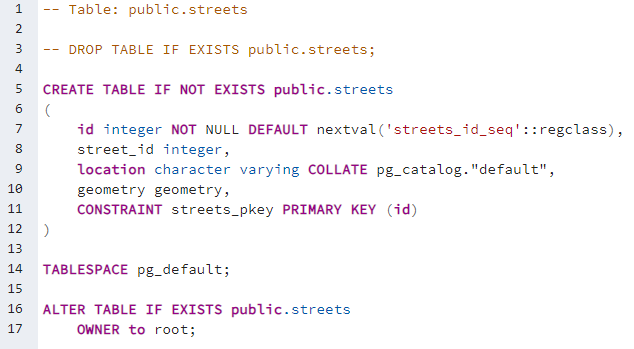 1 -- Table: public.streets
2
3 -- DROP TABLE IF EXISTS public.streets;
4
5 CREATE TABLE IF NOT EXISTS public.streets
6 (
7     id integer NOT NULL DEFAULT nextval('streets_id_seq'::regclass),
8     street_id integer,
9     location character varying COLLATE pg_catalog."default",
10     geometry geometry,
11     CONSTRAINT streets_pkey PRIMARY KEY (id)
12 )
13
14 TABLESPACE pg_default;
15
16 ALTER TABLE IF EXISTS public.streets
17     OWNER to root;